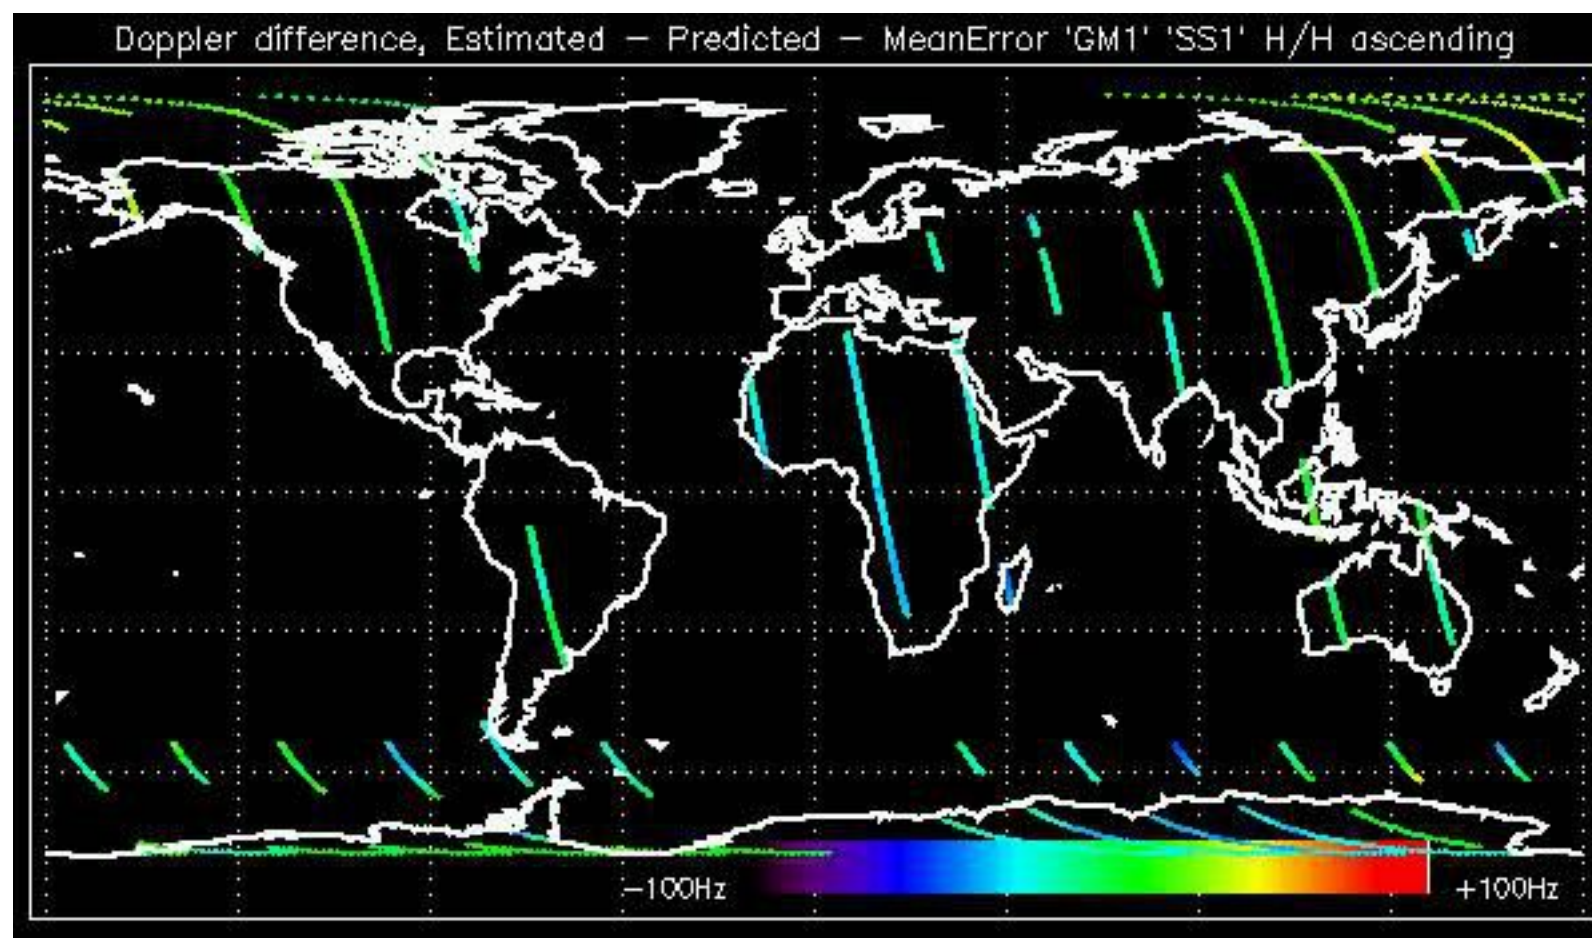 Doppler difference, Estimated – Predicted – MeanError 'GM1' 'SS1' H/H ascending
–100Hz
+100Hz